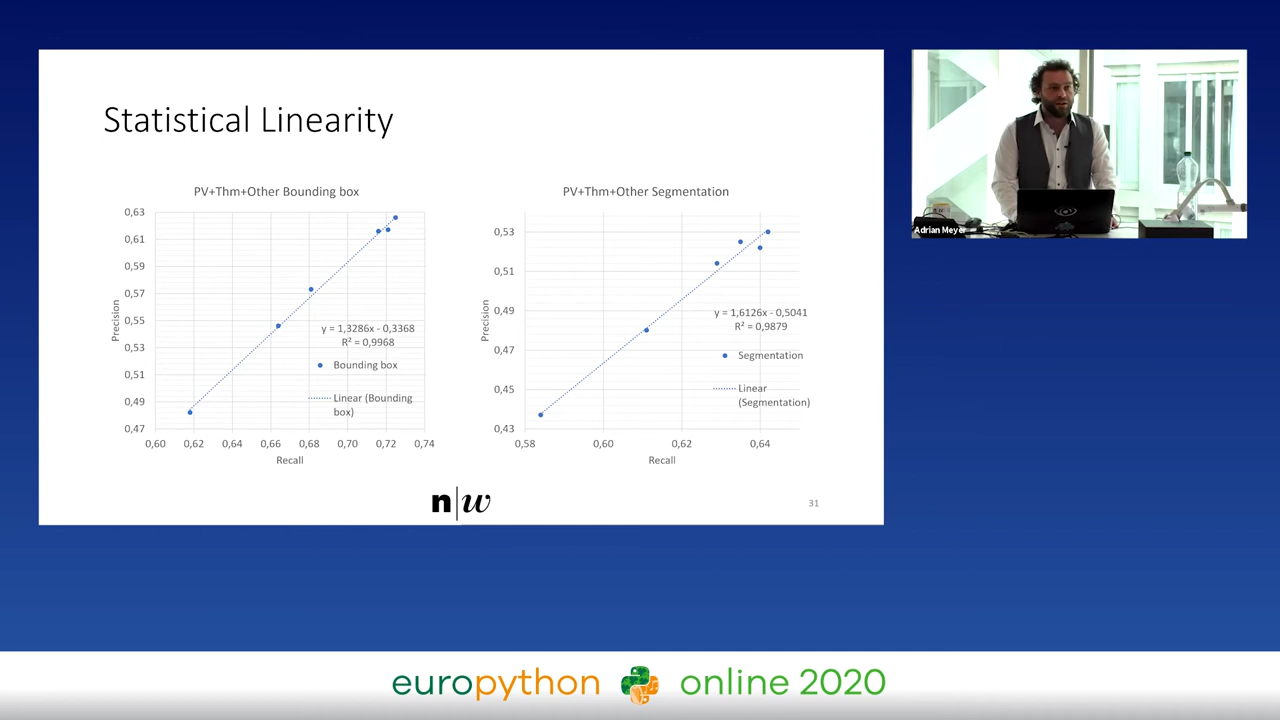 Statistical Linearity
PV+Thm+Other Bounding box
0,63
0,61
0,59
0,57
0,55
0,53
0,51
0,49
0,47
Precision
y = 1,3286x - 0,3368
R² = 0,9968
Bounding box
Linear (Bounding
box)
0,60 0,62 0,64 0,66 0,68 0,70 0,72 0,74
Recall
PV+Thm+Other Segmentation
0,53
0,51
0,49
0,47
0,45
0,43
Precision
y = 1,6126x - 0,5041
R² = 0,9879
Segmentation
Linear
(Segmentation)
0,58 0,60 0,62 0,64
Recall
n|w
31
Adrian Meyer
europython online 2020